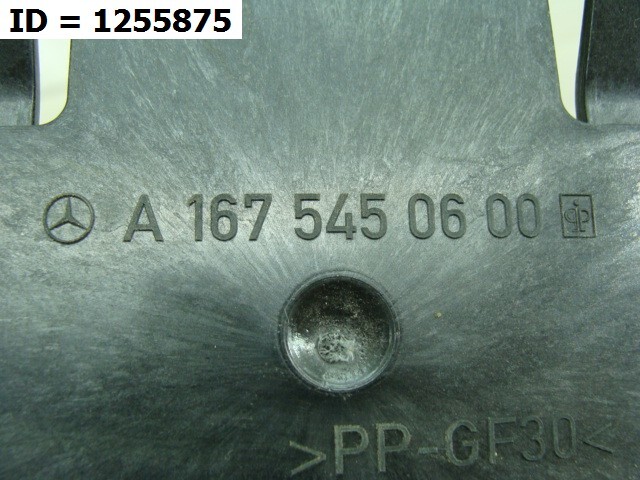 ID = 1255875
A 167 545 06 00
>PP-GF30<